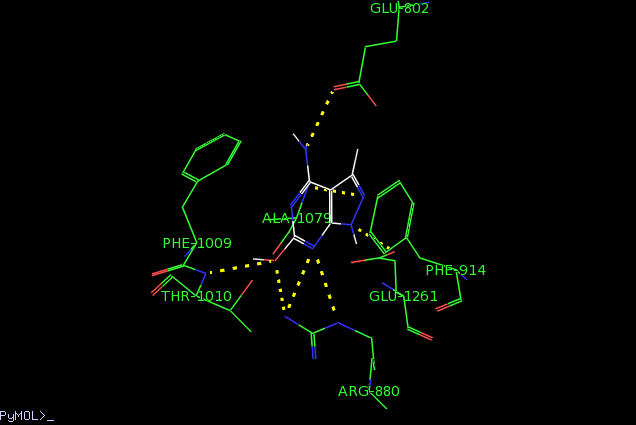 GLU-802
ALA-1079
PHE-1009
PHE-914
THR-1010
GLU-1261
ARG-880
PyMOL>_